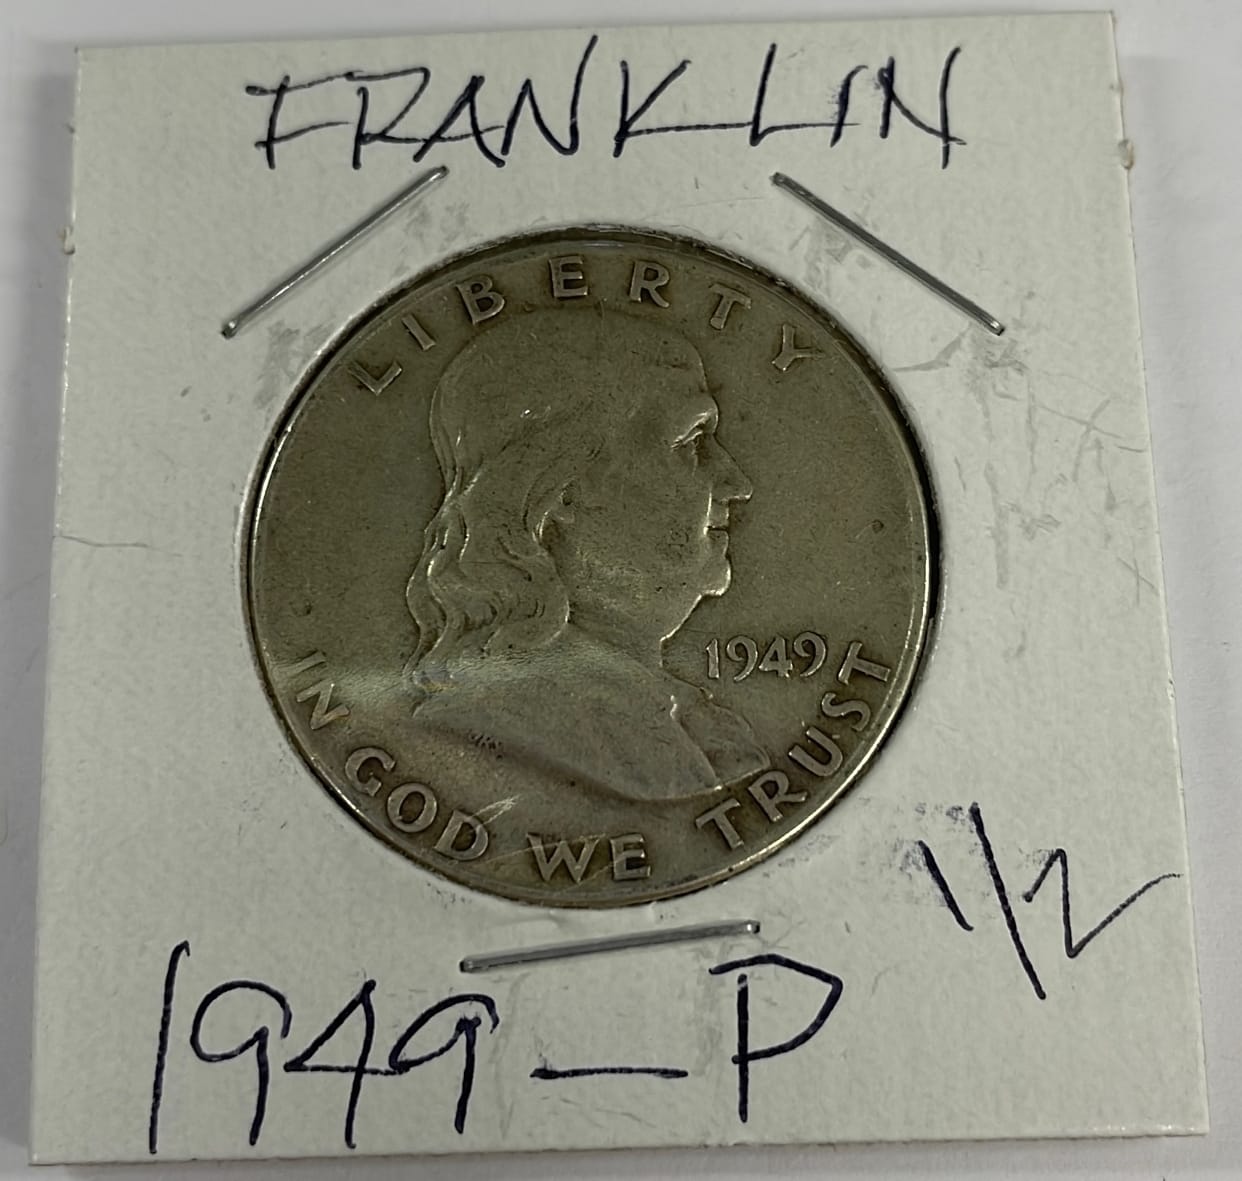 FRANKLIN
LIBERTY
1949
IN GOD WE TRUST
1/2
1949-P